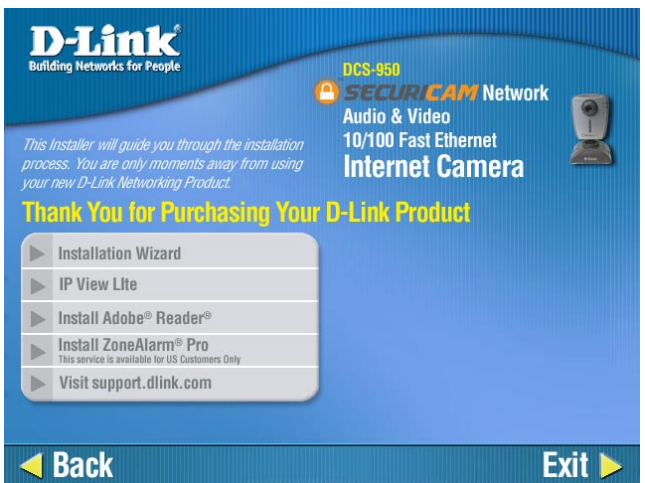 D-Link®
Building Networks for People
DCS-950
SECURICAM Network
Audio & Video
10/100 Fast Ethernet
Internet Camera
This Installer will guide you through the installation
process. You are only moments away from using
your new D-Link Networking Product.
Thank You for Purchasing Your D-Link Product
Installation Wizard
IP View LIte
Install Adobe® Reader®
Install ZoneAlarm® Pro
This service is available for US Customers Only
Visit support.dlink.com
Back
Exit